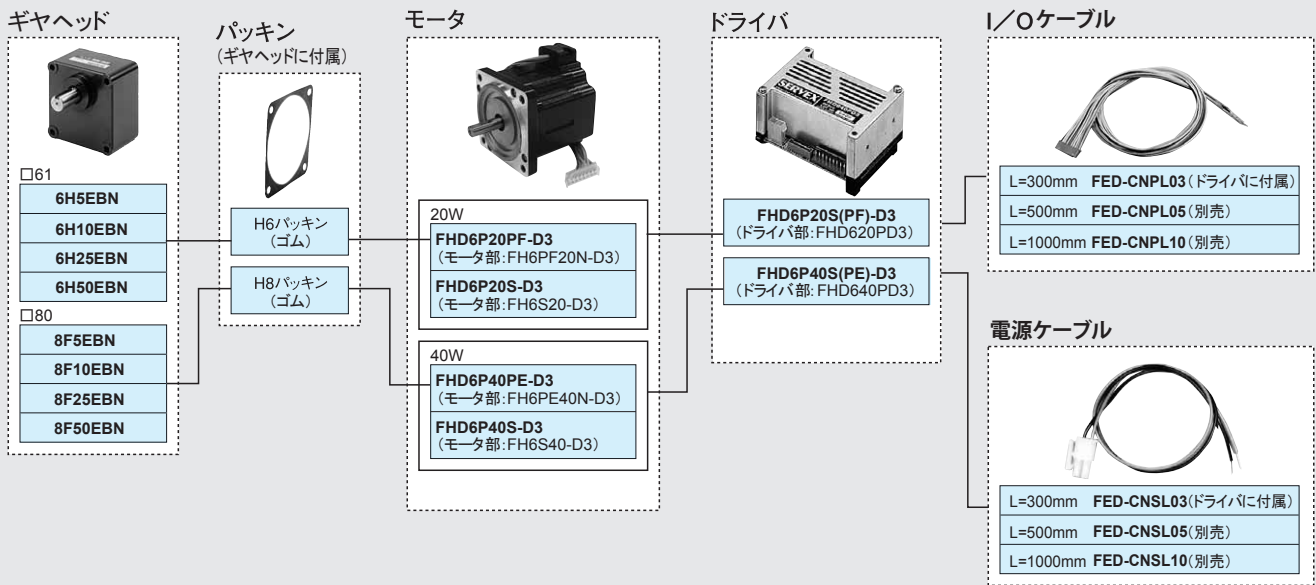 ギヤヘッド
□61
6H5EBN
6H10EBN
6H25EBN
6H50EBN
□80
8F5EBN
8F10EBN
8F25EBN
8F50EBN
パッキン
(ギヤヘッドに付属)
H6パッキン
(ゴム)
H8パッキン
(ゴム)
モータ
20W
FHD6P20PF-D3
(モータ部:FH6PF20N-D3)
FHD6P20S-D3
(モータ部:FH6S20-D3)
40W
FHD6P40PE-D3
(モータ部:FH6PE40N-D3)
FHD6P40S-D3
(モータ部:FH6S40-D3)
ドライバ
SERVEX
FHD6P20S(PF)-D3
(ドライバ部:FHD620PD3)
FHD6P40S(PE)-D3
(ドライバ部:FHD640PD3)
I/Oケーブル
L=300mm FED-CNPL03(ドライバに付属)
L=500mm FED-CNPL05(別売)
L=1000mm FED-CNPL10(別売)
電源ケーブル
L=300mm FED-CNSL03(ドライバに付属)
L=500mm FED-CNSL05(別売)
L=1000mm FED-CNSL10(別売)